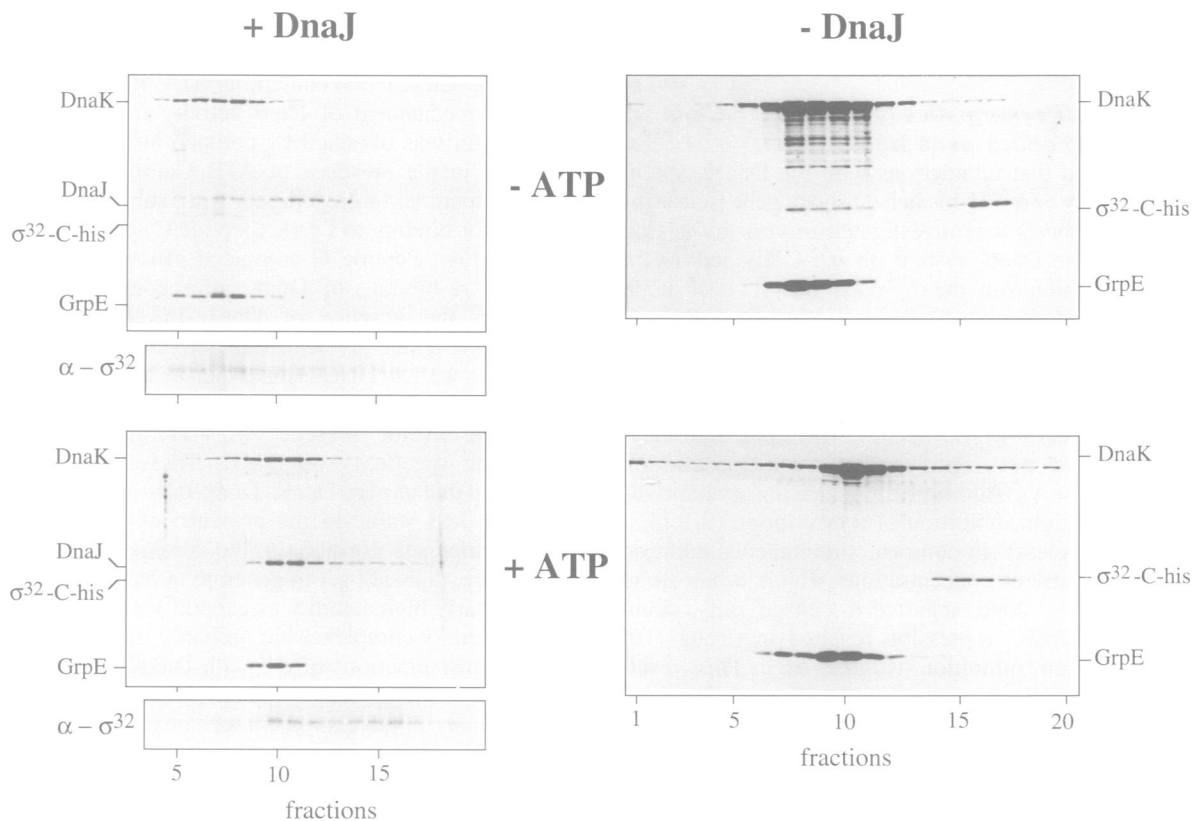 + DnaJ
- DnaJ
DnaK
DnaJ
σ³²-C-his
GrpE
α – σ³²
- ATP
DnaK
σ³²-C-his
GrpE
DnaK
DnaJ
σ³²-C-his
GrpE
α – σ³²
5 10 15
fractions
+ ATP
DnaK
σ³²-C-his
GrpE
1 5 10 15 20
fractions